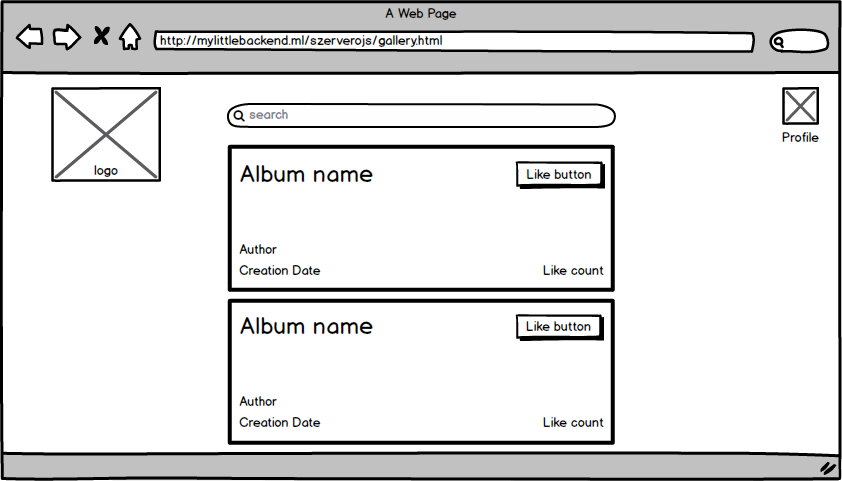 A Web Page
http://mylittlebackend.ml/szerverojs/gallery.html
search
logo
Profile
Album name
Like button
Author
Creation Date
Like count
Album name
Like button
Author
Creation Date
Like count